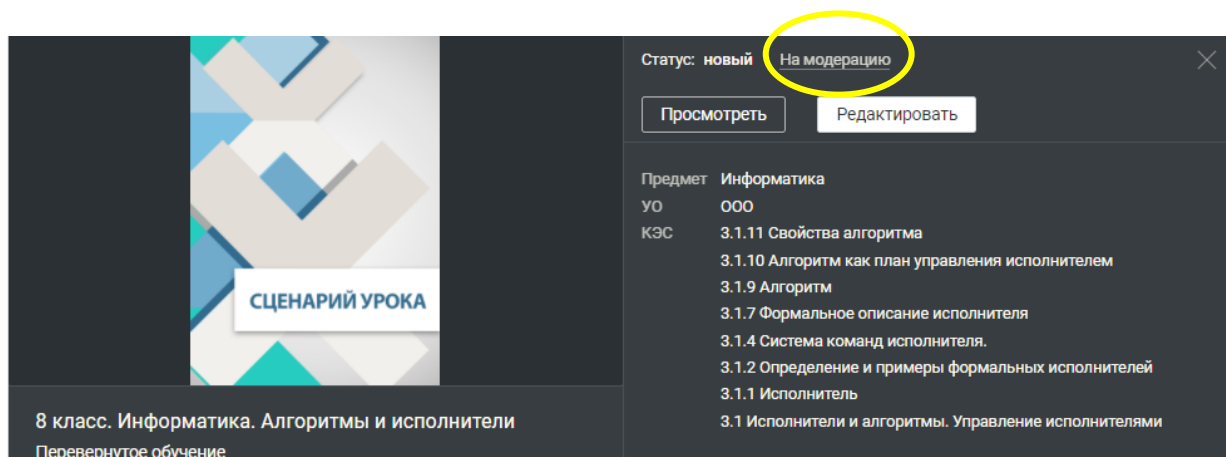 СЦЕНАРИЙ УРОКА
8 класс. Информатика. Алгоритмы и исполнители
Перевернутое обучение
Статус: новый На модерацию
Просмотреть Редактировать
Предмет Информатика
УО ООО
КЭС 3.1.11 Свойства алгоритма
3.1.10 Алгоритм как план управления исполнителем
3.1.9 Алгоритм
3.1.7 Формальное описание исполнителя
3.1.4 Система команд исполнителя.
3.1.2 Определение и примеры формальных исполнителей
3.1.1 Исполнитель
3.1 Исполнители и алгоритмы. Управление исполнителями